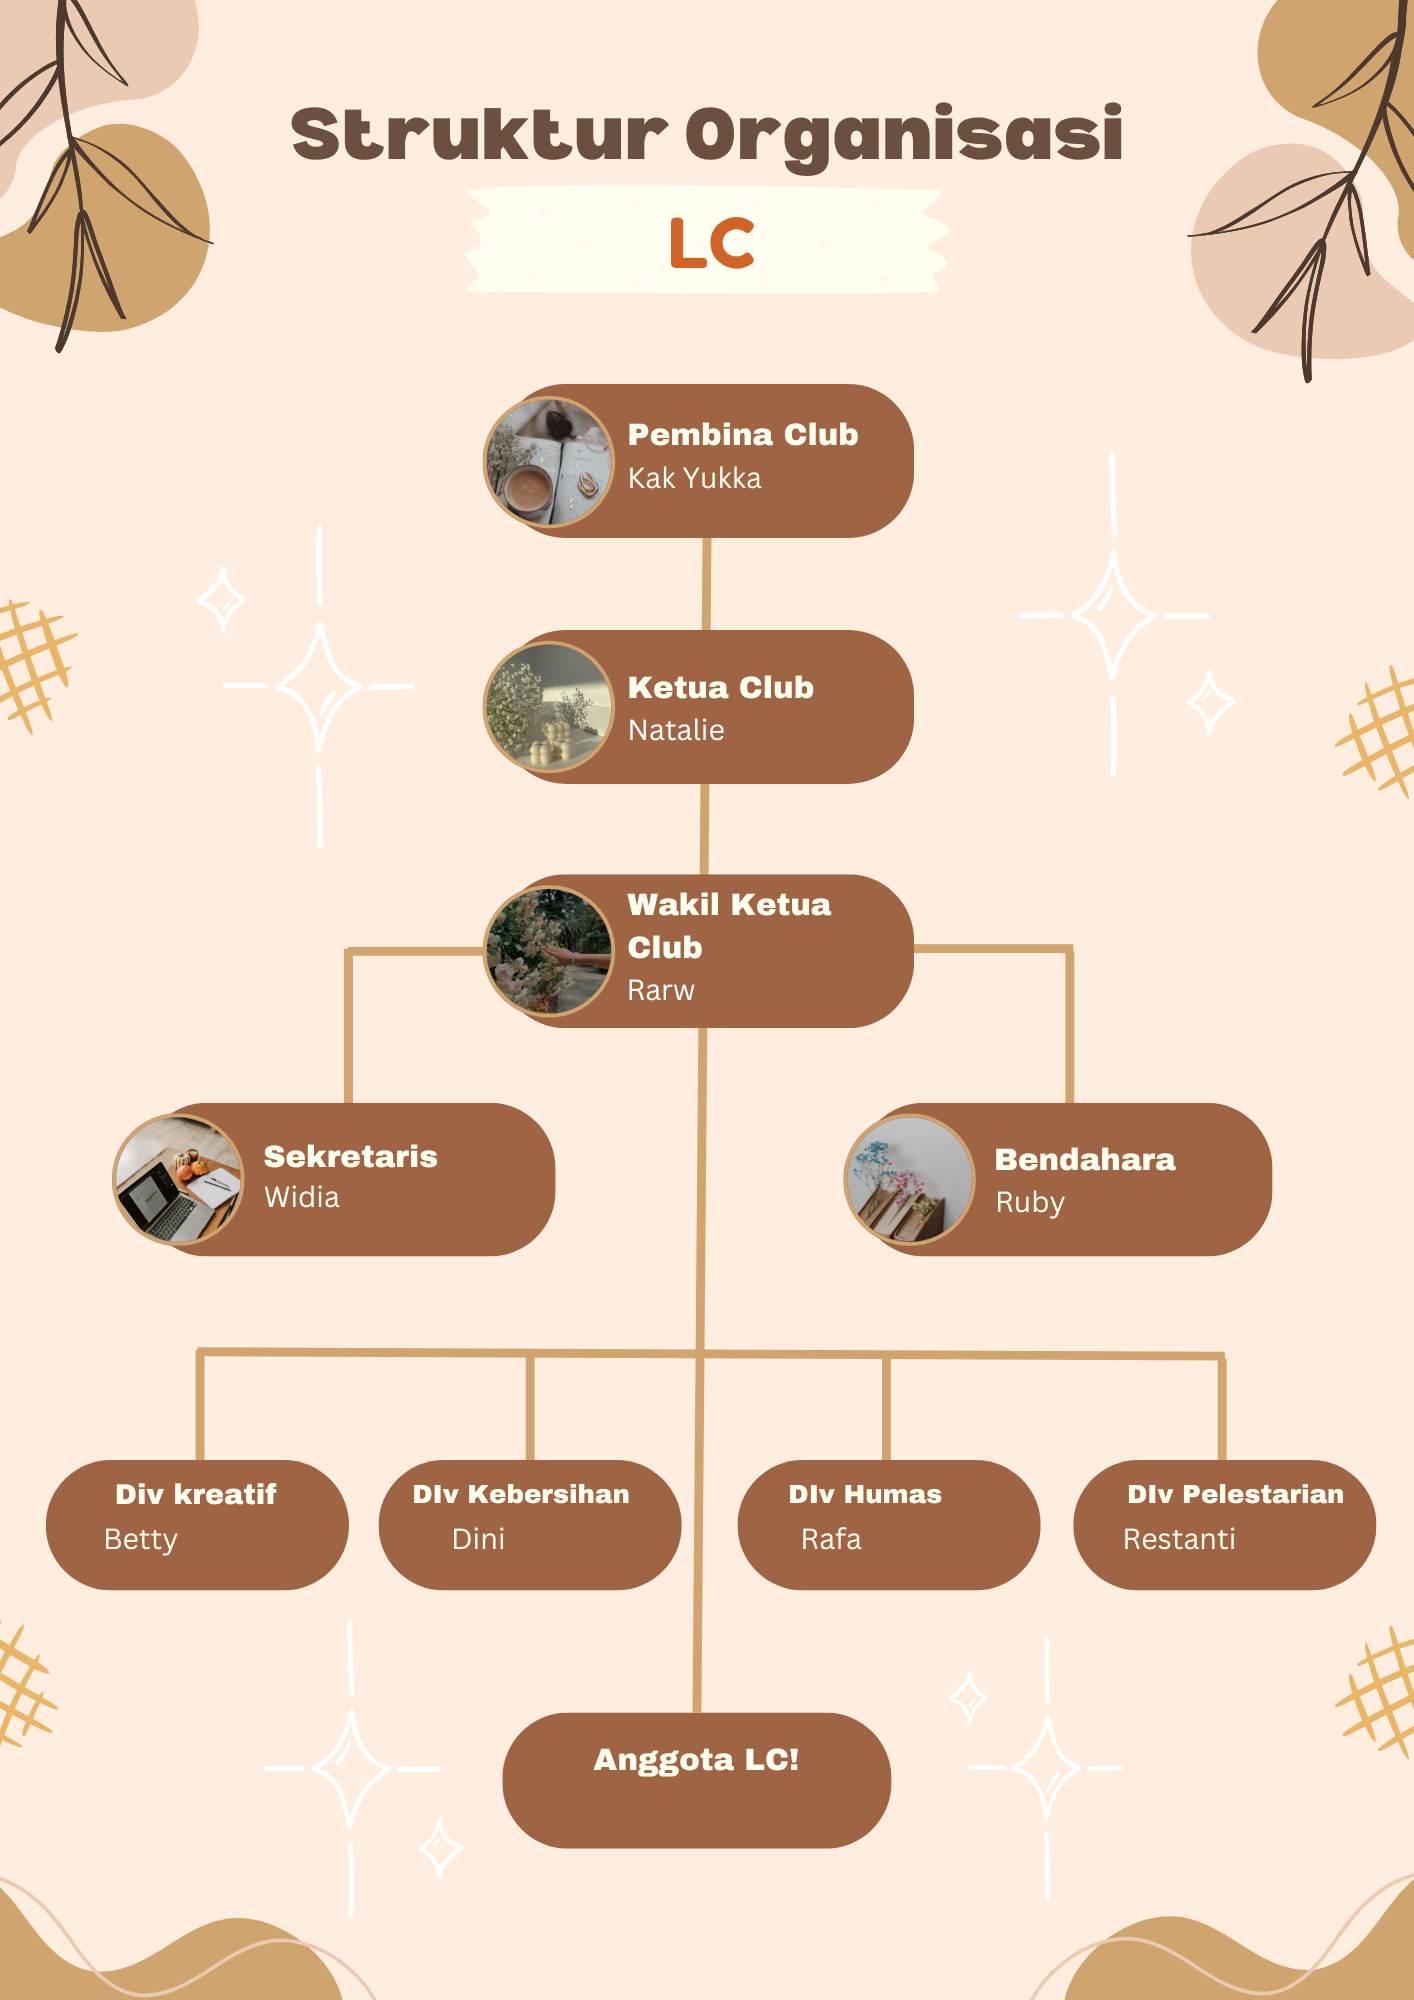 Struktur Organisasi
LC
Pembina Club
Kak Yukka
Ketua Club
Natalie
Wakil Ketua
Club
Rarw
Sekretaris
Widia
Bendahara
Ruby
Div kreatif
Betty
DIv Kebersihan
Dini
DIv Humas
Rafa
DIv Pelestarian
Restanti
Anggota LC!